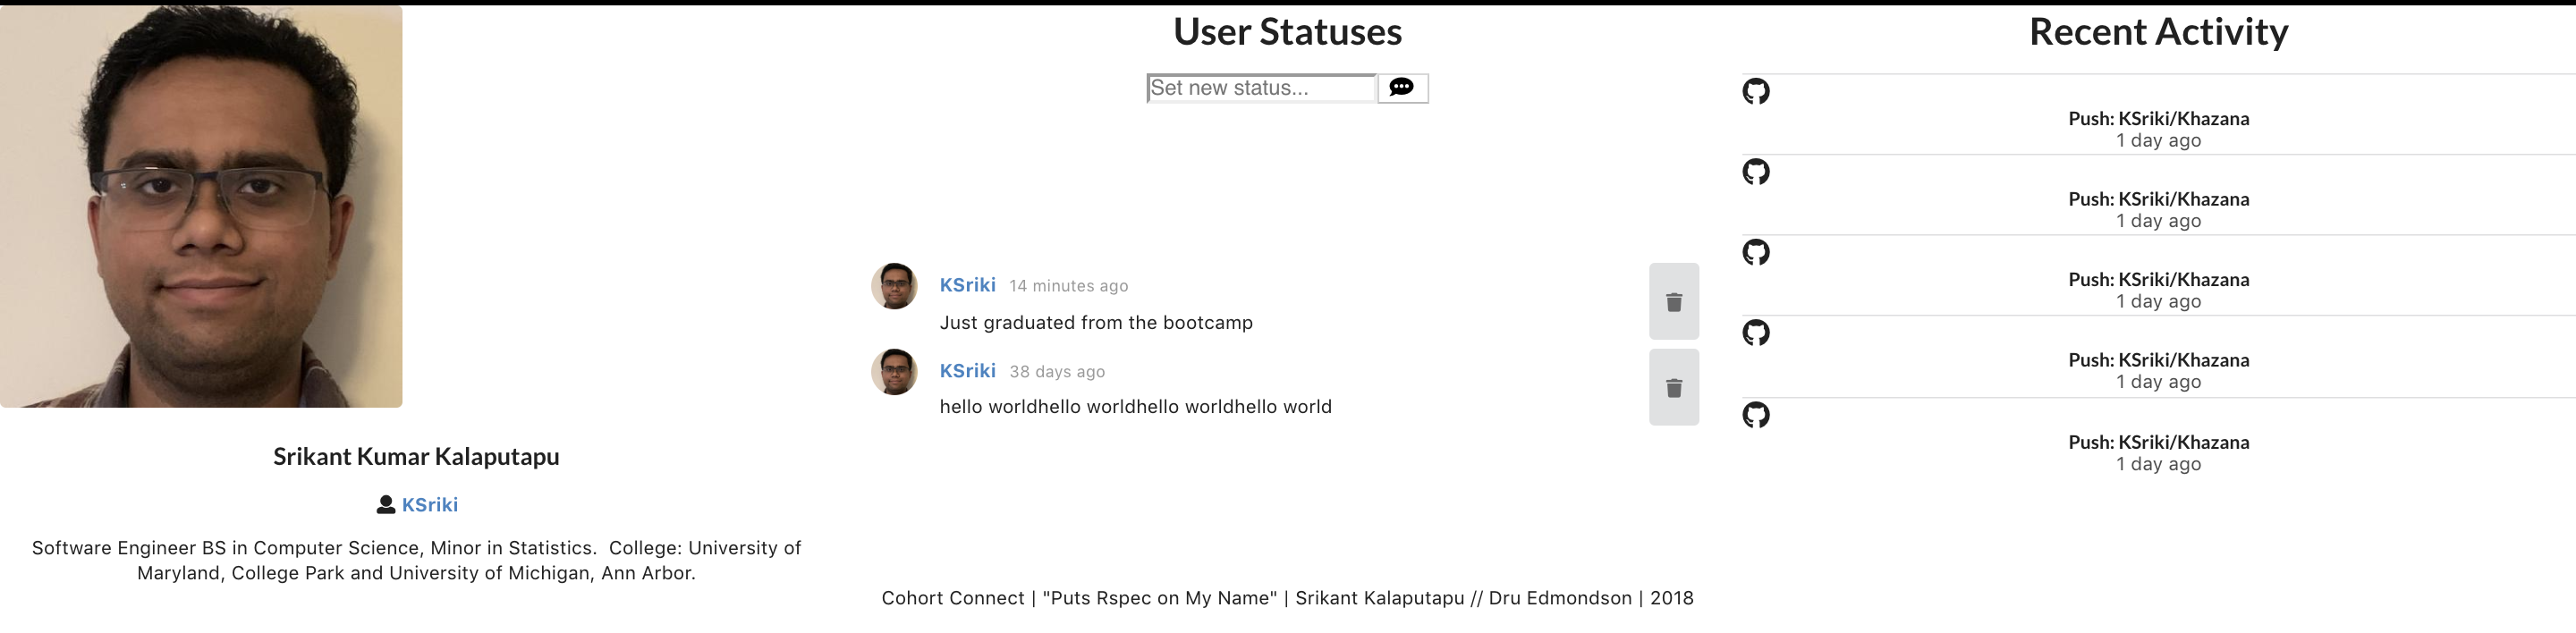 Srikant Kumar Kalaputapu
KSriki
Software Engineer BS in Computer Science, Minor in Statistics.  College: University of
Maryland, College Park and University of Michigan, Ann Arbor.
User Statuses
Set new status...
KSriki 14 minutes ago
Just graduated from the bootcamp
KSriki 38 days ago
hello worldhello worldhello worldhello world
Recent Activity
Push: KSriki/Khazana
1 day ago
Push: KSriki/Khazana
1 day ago
Push: KSriki/Khazana
1 day ago
Push: KSriki/Khazana
1 day ago
Push: KSriki/Khazana
1 day ago
Cohort Connect | "Puts Rspec on My Name" | Srikant Kalaputapu // Dru Edmondson | 2018